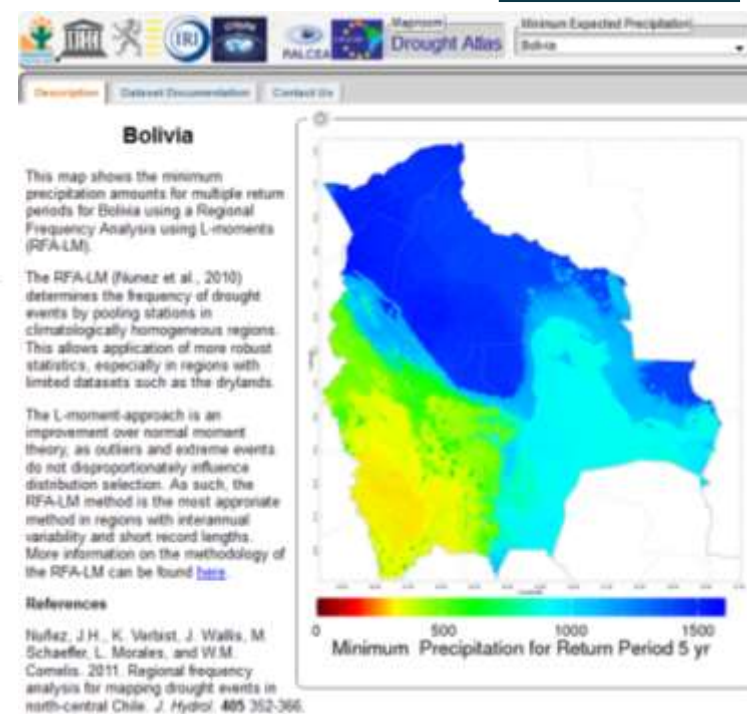 IRI
PALCEA
Maproom
Drought Atlas
Minimum Expected Precipitation
Bolivia
Description
Dataset Documentation
Contact Us
Bolivia
This map shows the minimum
precipitation amounts for multiple return
periods for Bolivia using a Regional
Frequency Analysis using L-moments
(RFA-LM).
The RFA-LM (Nunez et al., 2010)
determines the frequency of drought
events by pooling stations in
climatologically homogeneous regions.
This allows application of more robust
statistics, especially in regions with
limited datasets such as the drylands.
The L-moment-approach is an
improvement over normal moment
theory, as outliers and extreme events
do not disproportionately influence
distribution selection. As such, the
RFA-LM method is the most approriate
method in regions with interannual
variability and short record lengths.
More information on the methodology of
the RFA-LM can be found here.
References
Nuñez, J.H., K. Verbist, J. Wallis, M.
Schaefer, L. Morales, and W.M.
Cornelis. 2011. Regional frequency
analysis for mapping drought events in
north-central Chile. J. Hydrol. 405 352-366.
0 500 1000 1500
Minimum Precipitation for Return Period 5 yr